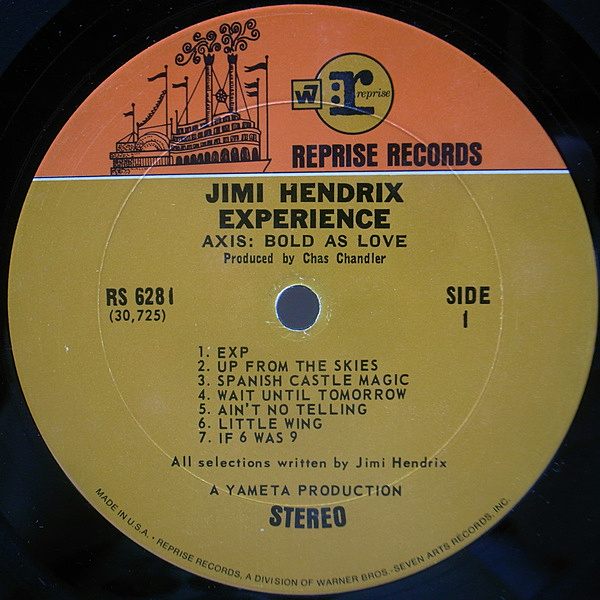 W7
r
reprise
REPRISE RECORDS
JIMI HENDRIX
EXPERIENCE
AXIS: BOLD AS LOVE
Produced by Chas Chandler
RS 6281
(30,725)
SIDE
1
1. EXP
2. UP FROM THE SKIES
3. SPANISH CASTLE MAGIC
4. WAIT UNTIL TOMORROW
5. AIN'T NO TELLING
6. LITTLE WING
7. IF 6 WAS 9
All selections written by Jimi Hendrix
A YAMETA PRODUCTION
STEREO
MADE IN U.S.A. · REPRISE RECORDS, A DIVISION OF WARNER BROS.-SEVEN ARTS RECORDS, INC.